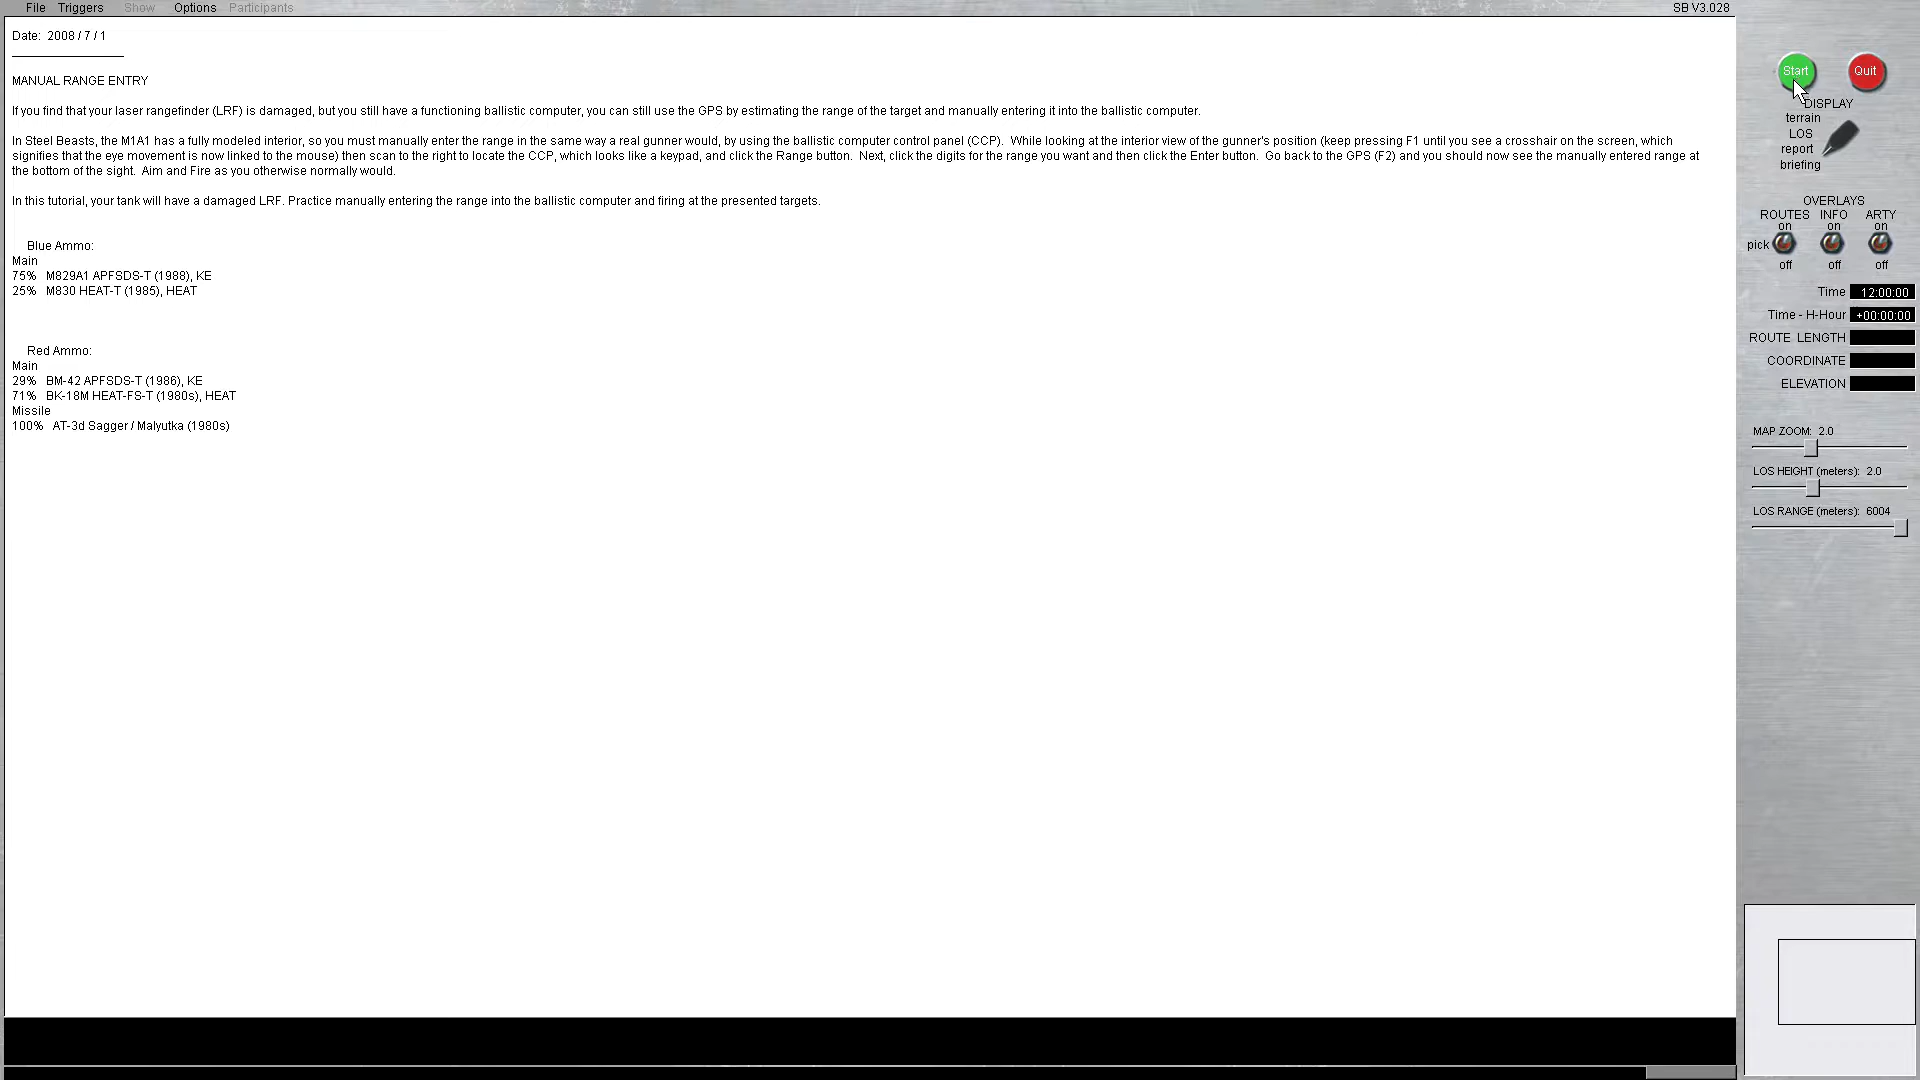 File Triggers Show Options Participants SB V3.028
Date: 2008 / 7 / 1
MANUAL RANGE ENTRY
If you find that your laser rangefinder (LRF) is damaged, but you still have a functioning ballistic computer, you can still use the GPS by estimating the range of the target and manually entering it into the ballistic computer.
In Steel Beasts, the M1A1 has a fully modeled interior, so you must manually enter the range in the same way a real gunner would, by using the ballistic computer control panel (CCP). While looking at the interior view of the gunner's position (keep pressing F1 until you see a crosshair on the screen, which
signifies that the eye movement is now linked to the mouse) then scan to the right to locate the CCP, which looks like a keypad, and click the Range button. Next, click the digits for the range you want and then click the Enter button. Go back to the GPS (F2) and you should now see the manually entered range at
the bottom of the sight. Aim and Fire as you otherwise normally would.
In this tutorial, your tank will have a damaged LRF. Practice manually entering the range into the ballistic computer and firing at the presented targets.
Blue Ammo:
Main
75% M829A1 APFSDS-T (1988), KE
25% M830 HEAT-T (1985), HEAT
Red Ammo:
Main
29% BM-42 APFSDS-T (1986), KE
71% BK-18M HEAT-FS-T (1980s), HEAT
Missile
100% AT-3d Sagger / Malyutka (1980s)
Start Quit
DISPLAY
terrain
LOS
report
briefing
OVERLAYS
ROUTES INFO ARTY
on on on
pick
off off off
Time 12:00:00
Time - H-Hour +00:00:00
ROUTE LENGTH
COORDINATE
ELEVATION
MAP ZOOM: 2.0
LOS HEIGHT (meters): 2.0
LOS RANGE (meters): 6004